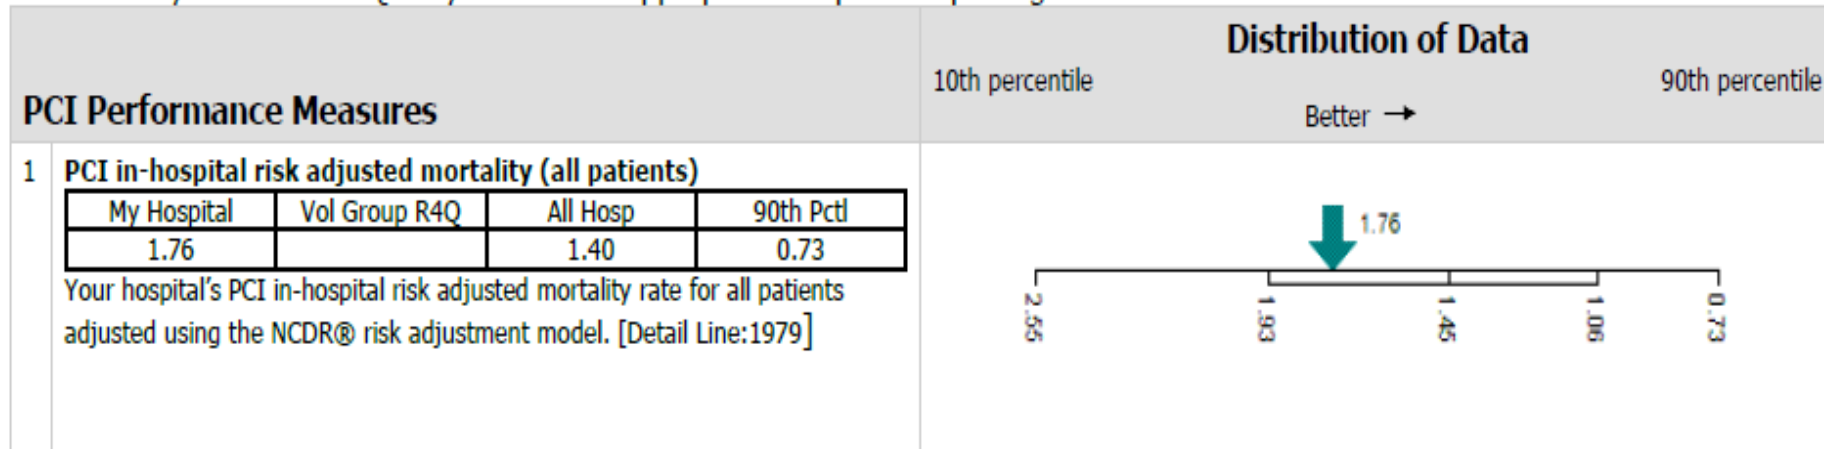 Distribution of Data
10th percentile
90th percentile
PCI Performance Measures
Better →
1 PCI in-hospital risk adjusted mortality (all patients)
My Hospital Vol Group R4Q All Hosp 90th Pctl
1.76 1.40 0.73
Your hospital's PCI in-hospital risk adjusted mortality rate for all patients
adjusted using the NCDR® risk adjustment model. [Detail Line:1979]
1.76
2.55 1.93 1.45 1.06 0.73